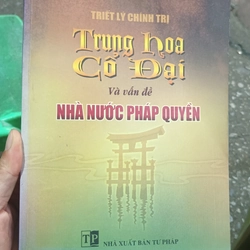 TRIẾT LÝ CHÍNH TRỊ
Trung Hoa
Cổ Đại
Và vấn đề
NHÀ NƯỚC PHÁP QUYỀN
TP
NHÀ XUẤT BẢN TƯ PHÁP